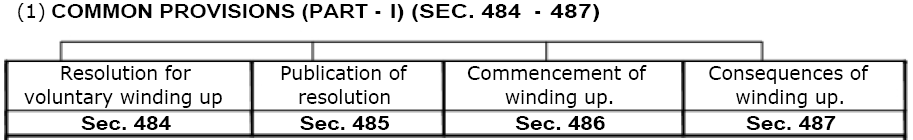 (1) COMMON PROVISIONS (PART - I) (SEC. 484 - 487)
Resolution for
voluntary winding up
Publication of
resolution
Commencement of
winding up.
Consequences of
winding up.
Sec. 484
Sec. 485
Sec. 486
Sec. 487